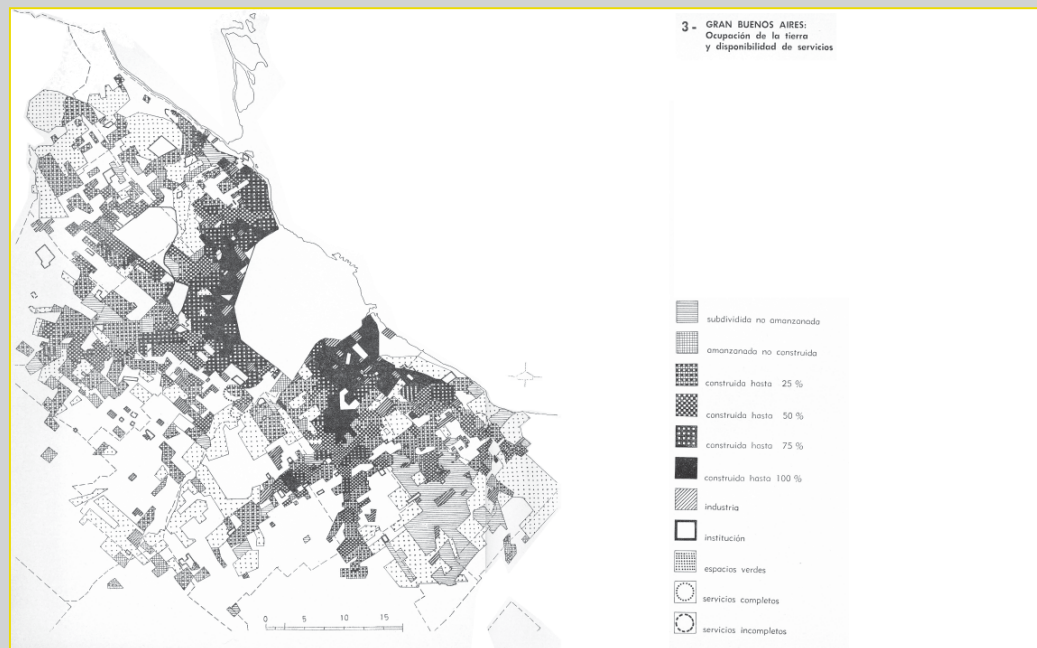 3 - GRAN BUENOS AIRES:
Ocupación de la tierra
y disponibilidad de servicios
subdividida no amanzanada
amanzanada no construida
construida hasta 25 %
construida hasta 50 %
construida hasta 75 %
construida hasta 100 %
industria
institución
espacios verdes
servicios completos
servicios incompletos
0 5 10 15